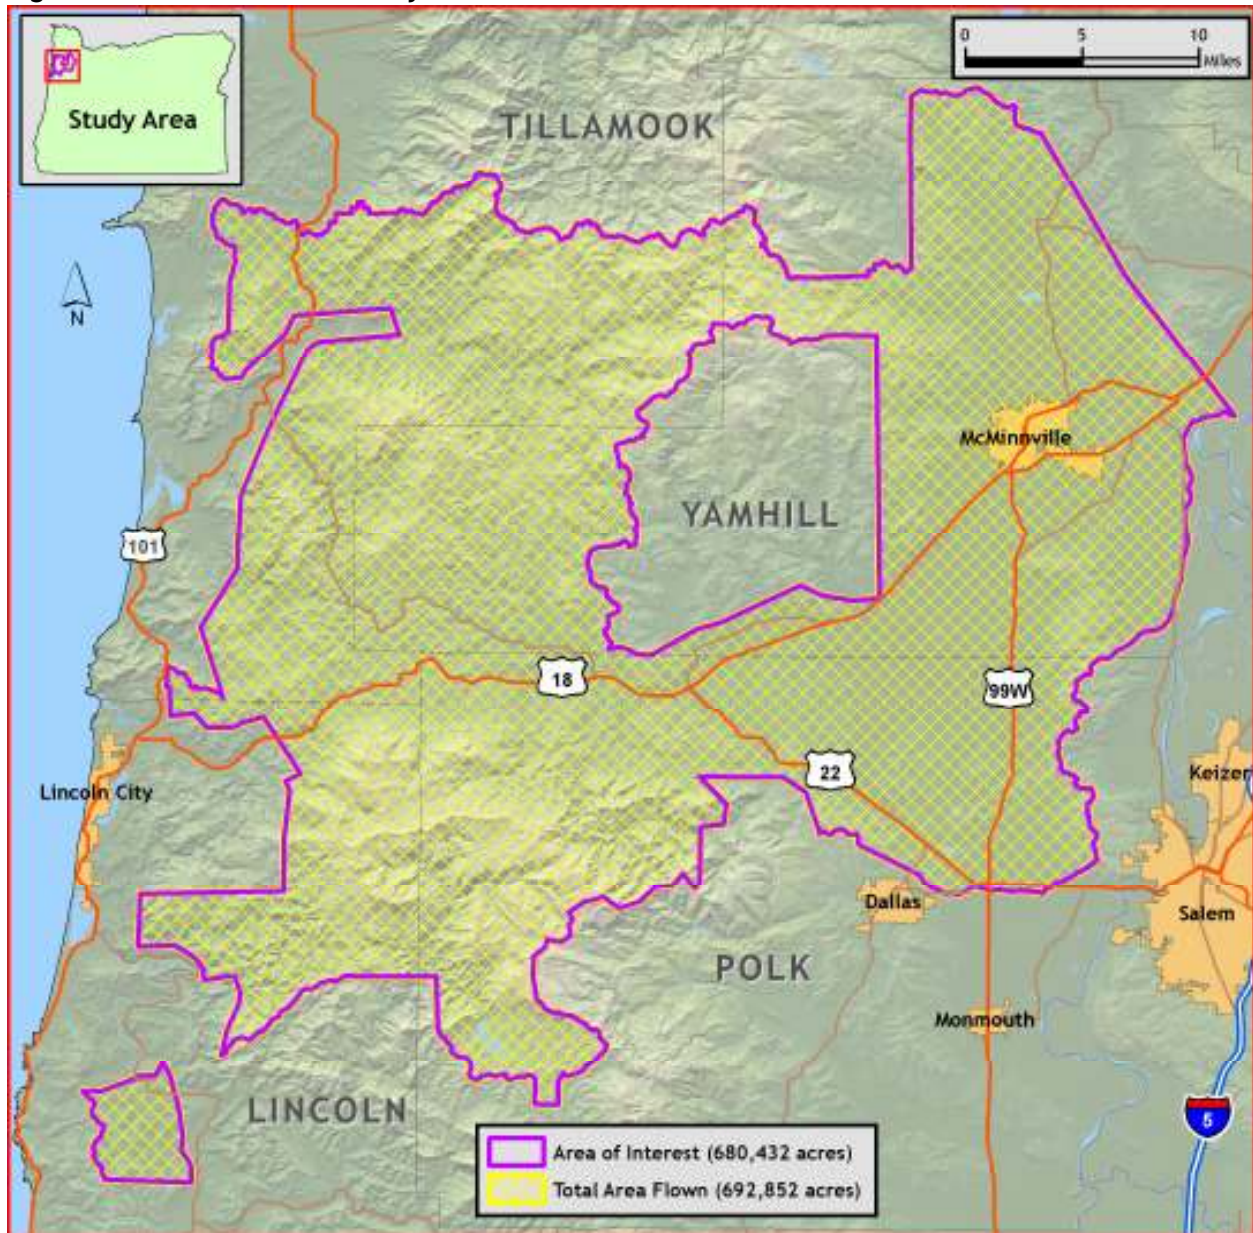 0 5 10
Miles
Study Area
TILLAMOOK
N
McMinnville
YAMHILL
101
18
99W
22
Keizer
Lincoln City
Dallas
Salem
POLK
Monmouth
LINCOLN
5
Area of Interest (680,432 acres)
Total Area Flown (692,852 acres)